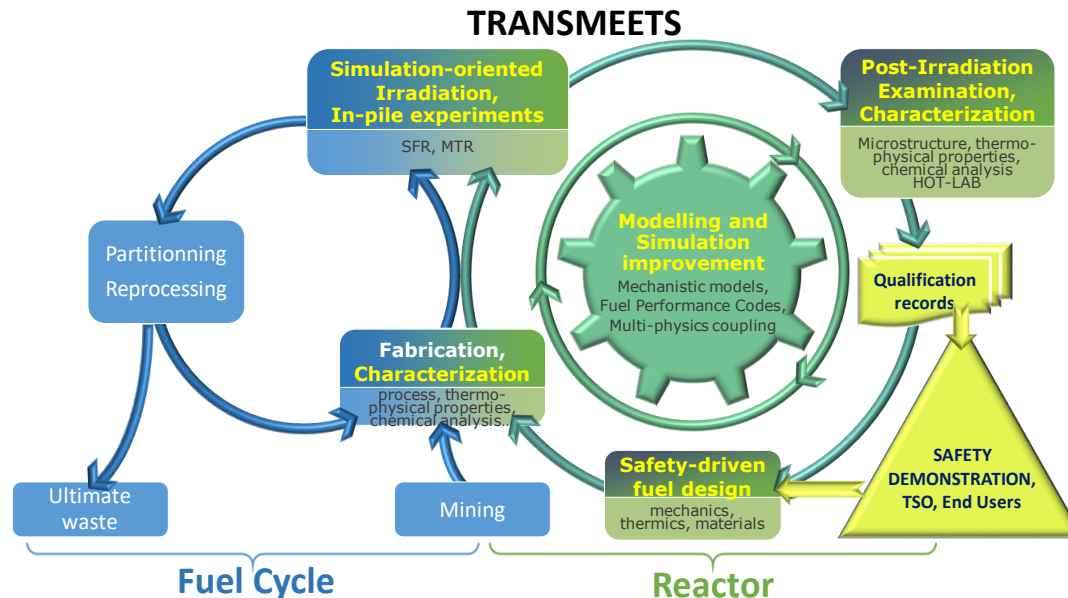 TRANSMEETS
Simulation-oriented
Irradiation,
In-pile experiments
SFR, MTR
Post-Irradiation
Examination,
Characterization
Microstructure, thermo-
physical properties,
chemical analysis
HOT-LAB
Modelling and
Simulation
improvement
Mechanistic models,
Fuel Performance Codes,
Multi-physics coupling
Partitionning
Reprocessing
Qualification
records
Fabrication,
Characterization
process, thermo-
physical properties,
chemical analysis...
Safety-driven
fuel design
mechanics,
thermics, materials
SAFETY
DEMONSTRATION,
TSO, End Users
Ultimate
waste
Mining
Fuel Cycle
Reactor